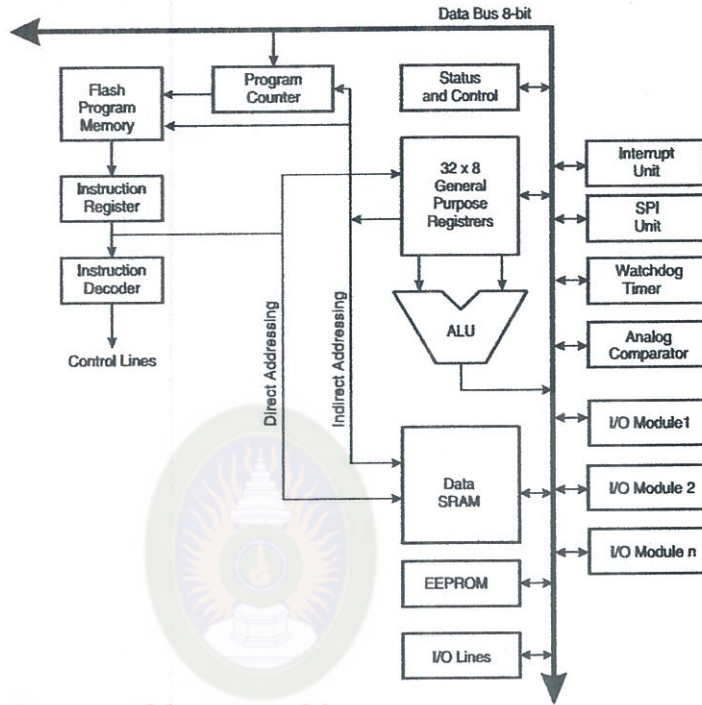 Data Bus 8-bit
Flash
Program
Memory
Program
Counter
Status
and Control
32 x 8
General
Purpose
Registrers
Interrupt
Unit
Instruction
Register
SPI
Unit
Instruction
Decoder
Watchdog
Timer
ALU
Analog
Comparator
Control Lines
Direct Addressing
Indirect Addressing
I/O Module1
Data
SRAM
I/O Module 2
I/O Module n
EEPROM
I/O Lines